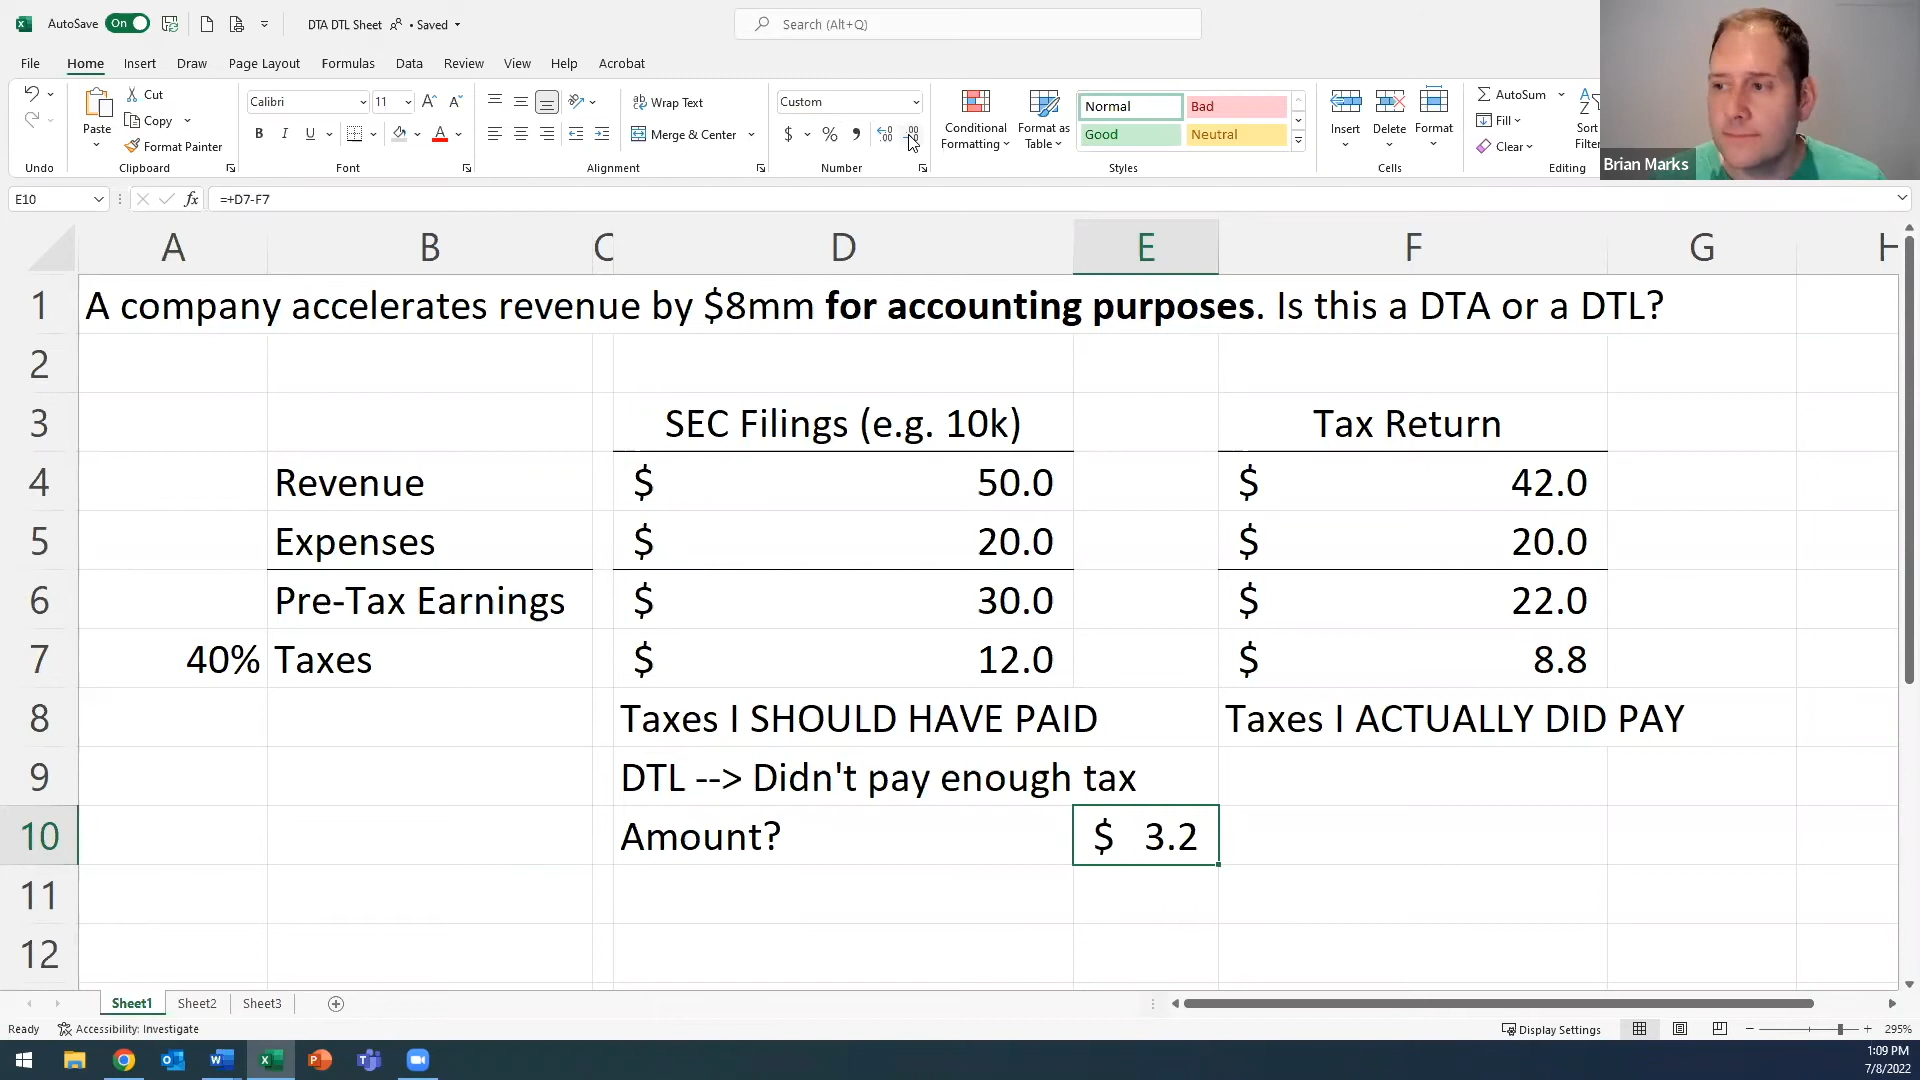 AutoSave On DTA DTL Sheet • Saved Search (Alt+Q)
File Home Insert Draw Page Layout Formulas Data Review View Help Acrobat
Undo
Paste
Cut
Copy
Format Painter
Clipboard
Calibri 11
B I U A
Font
Wrap Text
Merge & Center
Alignment
Custom
$ % 9
Number
Conditional Formatting
Format as Table
Normal Bad
Good Neutral
Styles
Insert Delete Format
Cells
AutoSum
Fill
Clear
Sort
Filter
Editing
Brian Marks
E10 fx =+D7-F7
A B C D E F G H
1 A company accelerates revenue by $8mm for accounting purposes. Is this a DTA or a DTL?
2
3 SEC Filings (e.g. 10k) Tax Return
4 Revenue $ 50.0 $ 42.0
5 Expenses $ 20.0 $ 20.0
6 Pre-Tax Earnings $ 30.0 $ 22.0
7 40% Taxes $ 12.0 $ 8.8
8 Taxes I SHOULD HAVE PAID Taxes I ACTUALLY DID PAY
9 DTL --> Didn't pay enough tax
10 Amount? $ 3.2
11
12
Sheet1 Sheet2 Sheet3
Ready Accessibility: Investigate Display Settings 295%
1:09 PM
7/8/2022